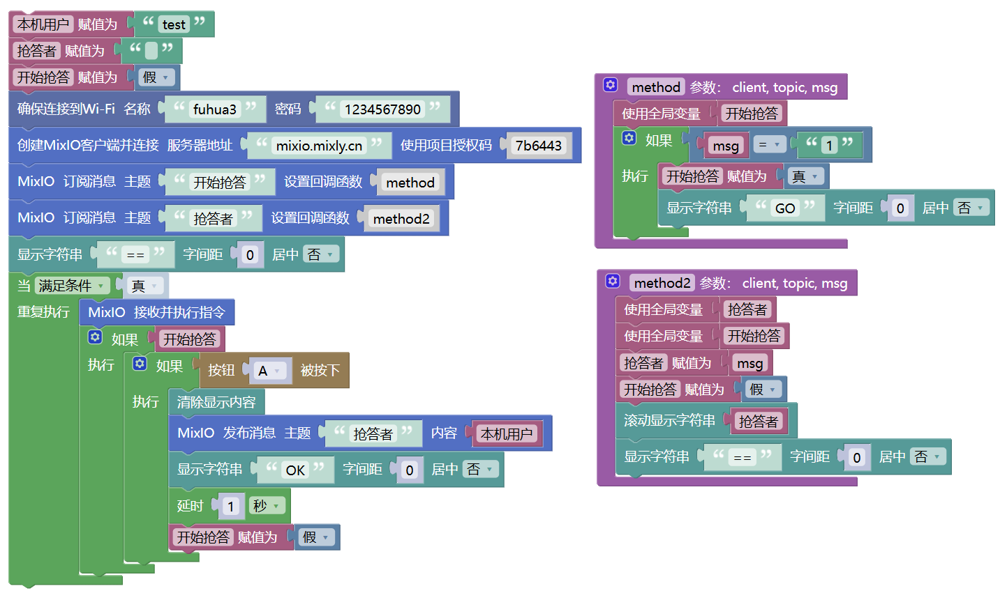 本机用户 赋值为 “ test ”
抢答者 赋值为 “ ”
开始抢答 赋值为 假
确保连接到Wi-Fi 名称 “ fuhua3 ” 密码 “ 1234567890 ”
创建MixIO客户端并连接 服务器地址 “ mixio.mixly.cn ” 使用项目授权码 7b6443
MixIO 订阅消息 主题 “ 开始抢答 ” 设置回调函数 method
MixIO 订阅消息 主题 “ 抢答者 ” 设置回调函数 method2
显示字符串 “ == ” 字间距 0 居中 否
当 满足条件 真
重复执行 MixIO 接收并执行指令
如果 开始抢答
执行 如果 按钮 A 被按下
执行 清除显示内容
MixIO 发布消息 主题 “ 抢答者 ” 内容 本机用户
显示字符串 “ OK ” 字间距 0 居中 否
延时 1 秒
开始抢答 赋值为 假
method 参数: client, topic, msg
使用全局变量 开始抢答
如果 msg = “ 1 ”
执行 开始抢答 赋值为 真
显示字符串 “ GO ” 字间距 0 居中 否
method2 参数: client, topic, msg
使用全局变量 抢答者
使用全局变量 开始抢答
抢答者 赋值为 msg
开始抢答 赋值为 假
滚动显示字符串 抢答者
显示字符串 “ == ” 字间距 0 居中 否